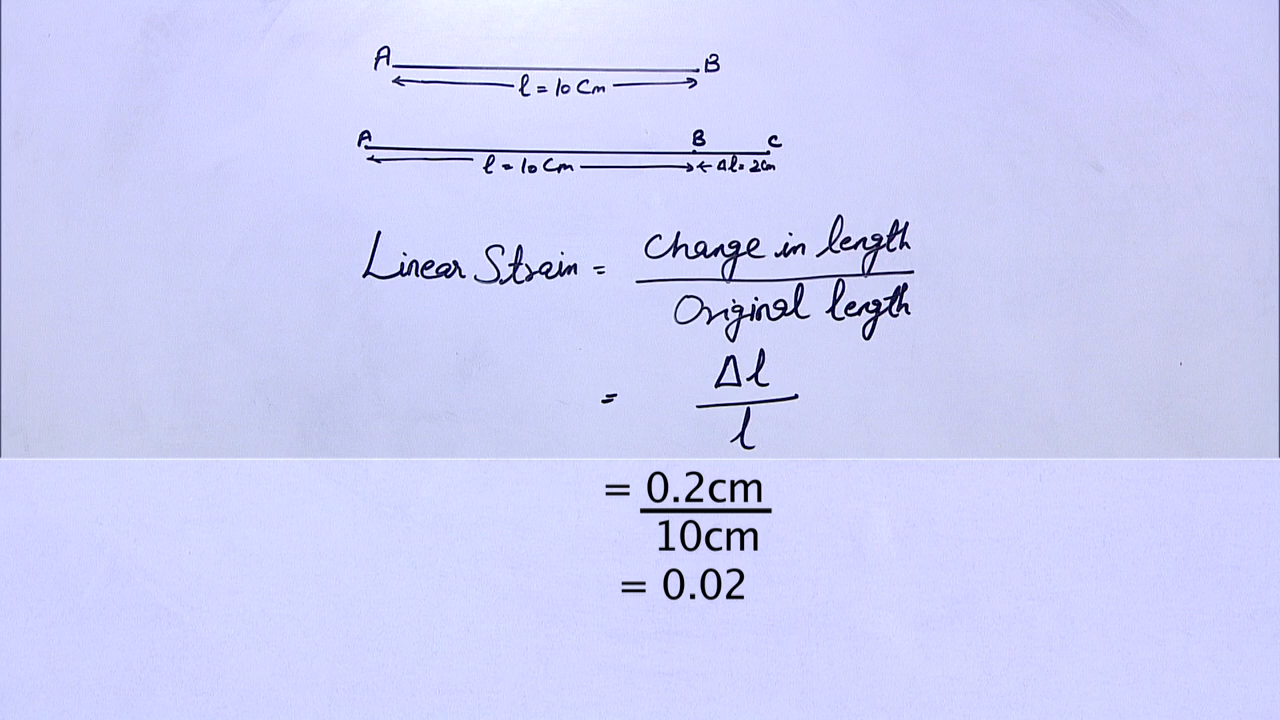 A B
l = 10 Cm
A B C
l = 10 Cm Δl = 2Cm
Linear Strain = Change in length
Original length
= Δl
l
= 0.2cm
10cm
= 0.02